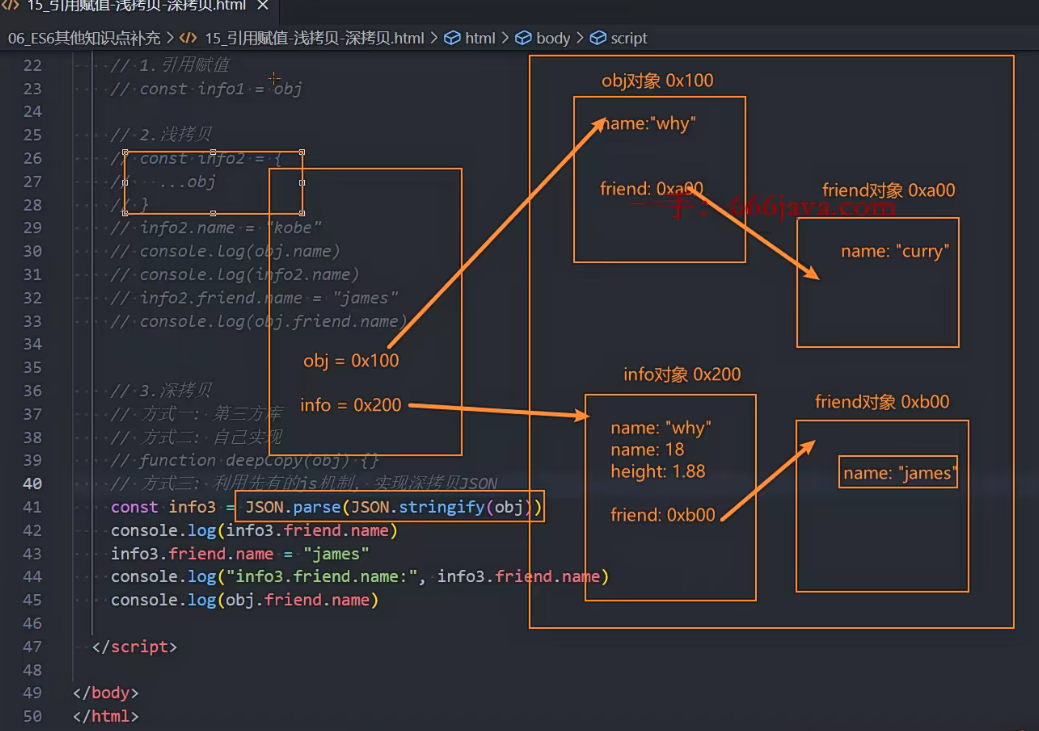 15_引用赋值-浅拷贝-深拷贝.html
06_ES6其他知识点补充 > 15_引用赋值-浅拷贝-深拷贝.html > html > body > script
22 // 1.引用赋值
23 // const info1 = obj
24
25 // 2.浅拷贝
26 // const info2 = {
27 // ...obj
28 // }
29 // info2.name = "kobe"
30 // console.log(obj.name)
31 // console.log(info2.name)
32 // info2.friend.name = "james"
33 // console.log(obj.friend.name)
34
35
36 // 3.深拷贝
37 // 方式一: 第三方库
38 // 方式二: 自己实现
39 // function deepCopy(obj) {}
40 // 方式三: 利用先有的js机制, 实现深拷贝JSON
41 const info3 = JSON.parse(JSON.stringify(obj))
42 console.log(info3.friend.name)
43 info3.friend.name = "james"
44 console.log("info3.friend.name:", info3.friend.name)
45 console.log(obj.friend.name)
46
47 </script>
48
49 </body>
50 </html>
obj = 0x100
info = 0x200
obj对象 0x100
name:"why"
friend: 0xa00
一手: 666java.com
friend对象 0xa00
name: "curry"
info对象 0x200
name: "why"
name: 18
height: 1.88
friend: 0xb00
friend对象 0xb00
name: "james"